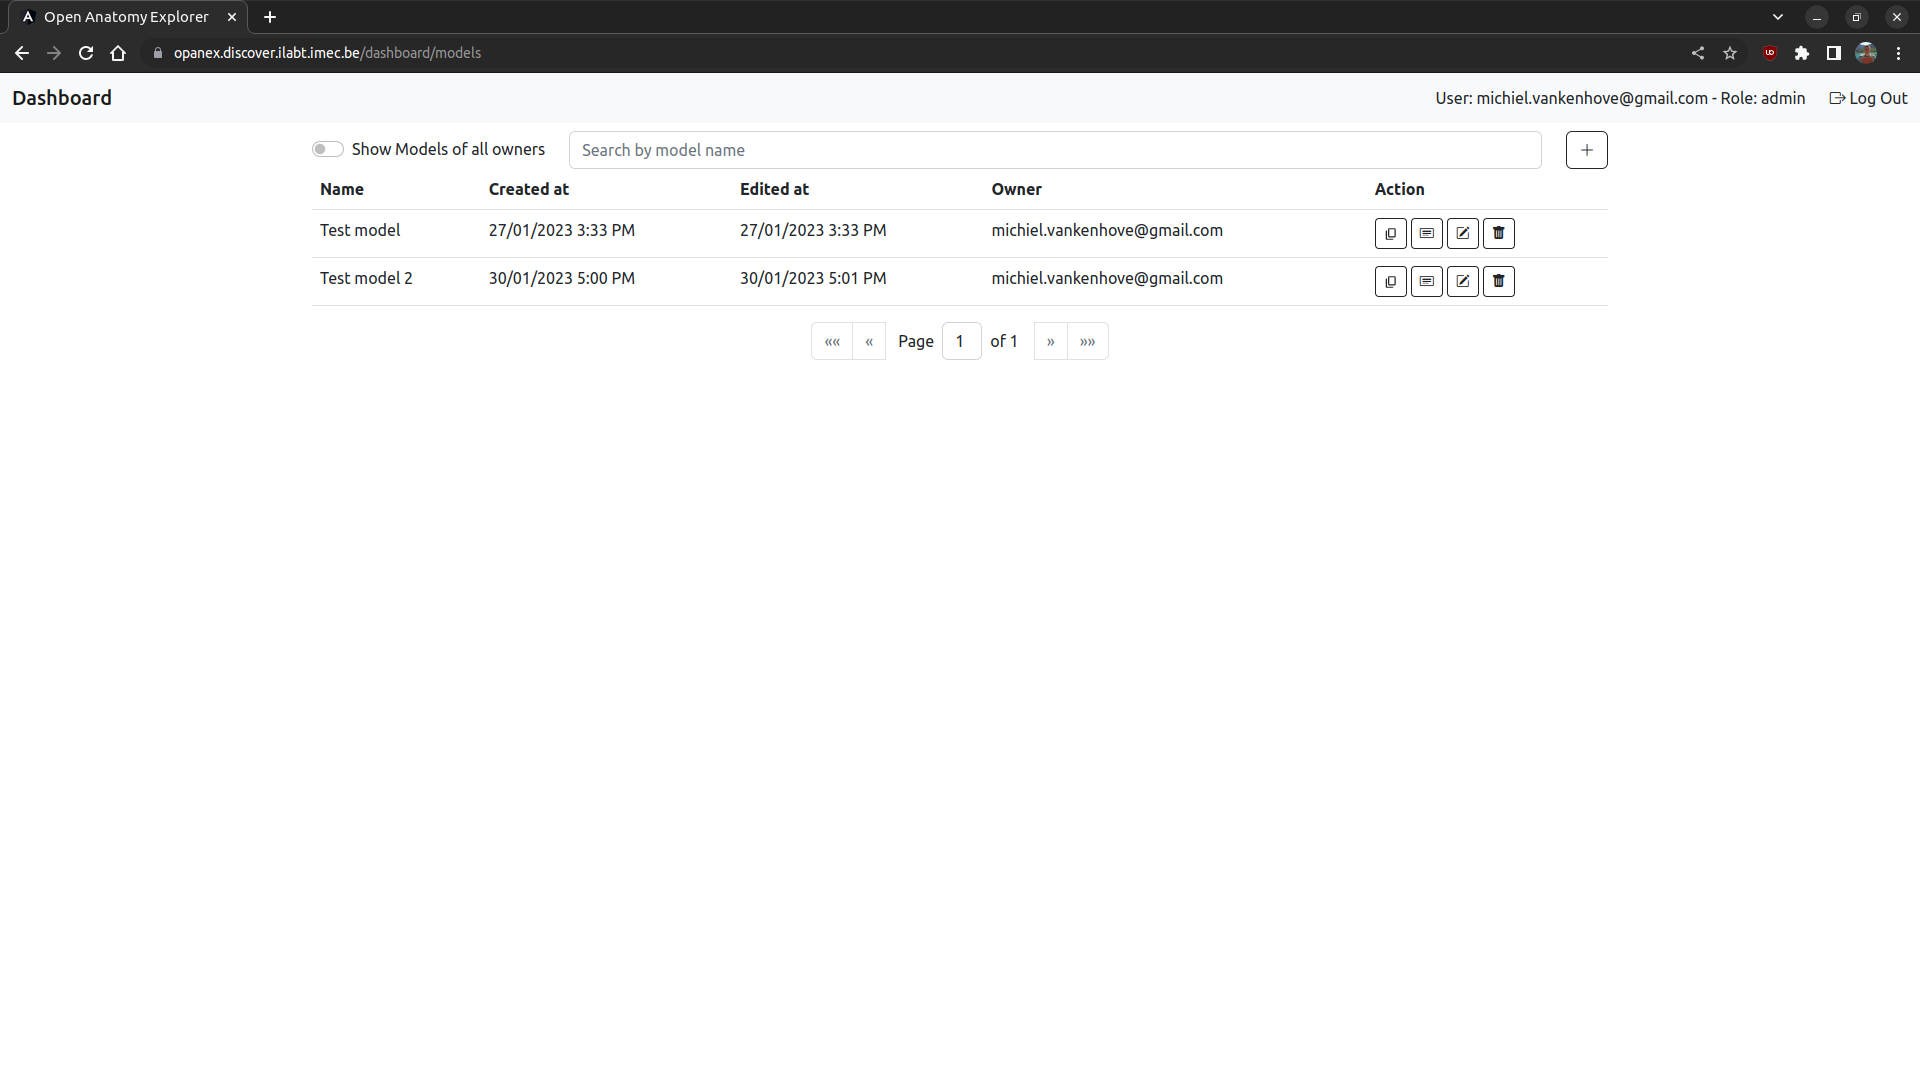 Open Anatomy Explorer
opanex.discover.ilabt.imec.be/dashboard/models
Dashboard
User: michiel.vankenhove@gmail.com - Role: admin
Log Out
Show Models of all owners
Search by model name
Name Created at Edited at Owner Action
Test model 27/01/2023 3:33 PM 27/01/2023 3:33 PM michiel.vankenhove@gmail.com
Test model 2 30/01/2023 5:00 PM 30/01/2023 5:01 PM michiel.vankenhove@gmail.com
«« « Page 1 of 1 » »»